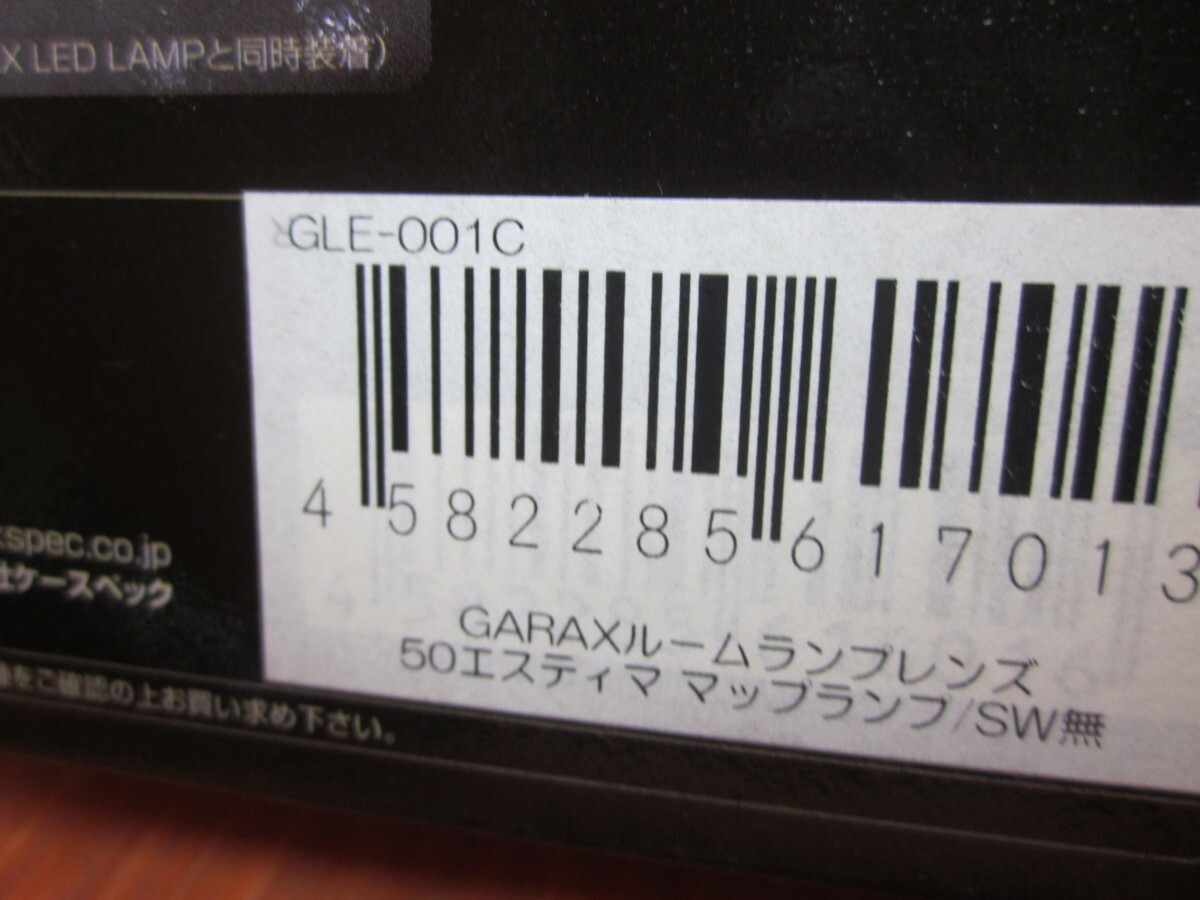 X LED LAMPと同時装着)
GLE-001C
4 582285 617013
GARAXルームランプレンズ
50エスティマ マップランプ/SW無
kspec.co.jp
社ケースペック
をご確認の上お買い求め下さい。